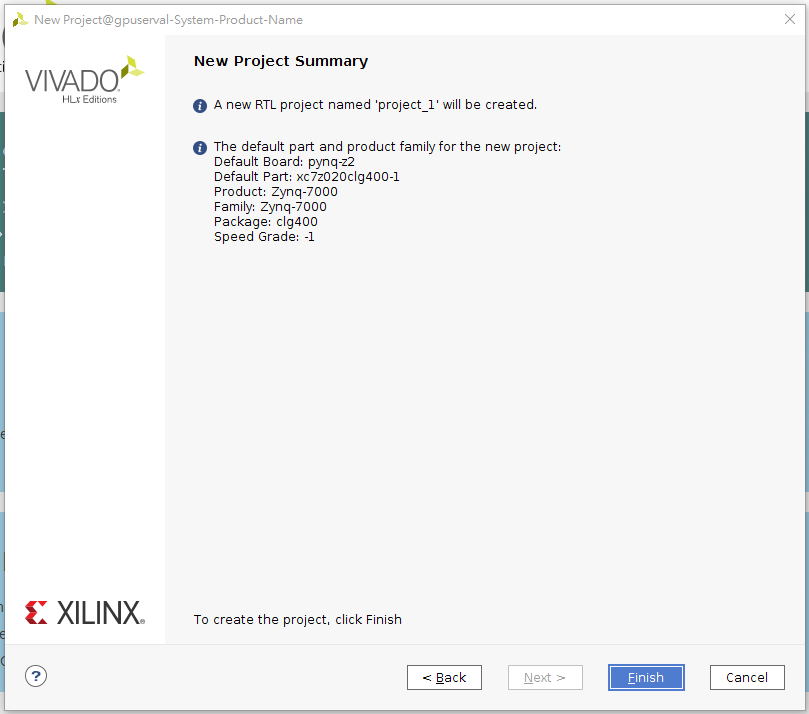 New Project@gpuserval-System-Product-Name
VIVADO
HLx Editions
New Project Summary
A new RTL project named 'project_1' will be created.
The default part and product family for the new project:
Default Board: pynq-z2
Default Part: xc7z020clg400-1
Product: Zynq-7000
Family: Zynq-7000
Package: clg400
Speed Grade: -1
XILINX
To create the project, click Finish
?
< Back
Next >
Finish
Cancel